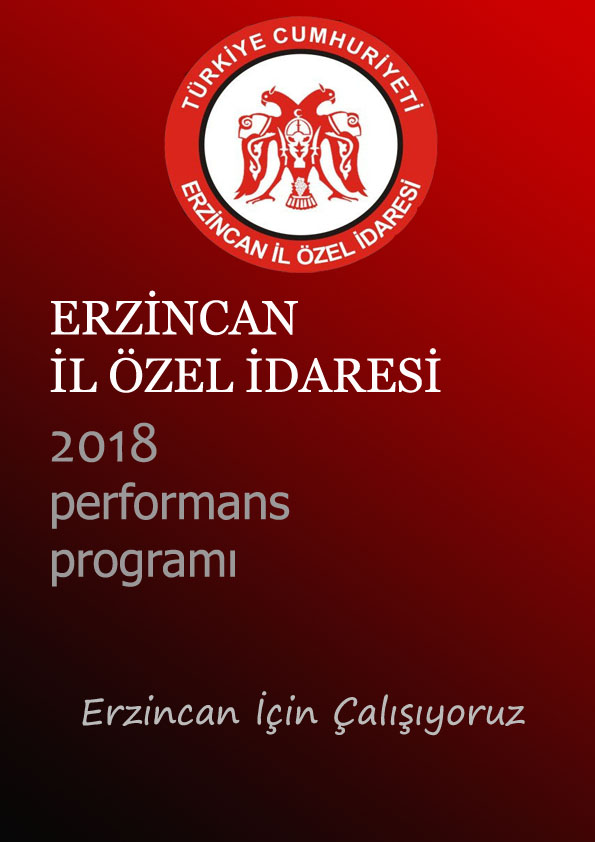 TÜRKİYE CUMHURİYETİ
ERZİNCAN İL ÖZEL İDARESİ
ERZİNCAN
İL ÖZEL İDARESİ
2018
performans
programı
Erzincan İçin Çalışıyoruz